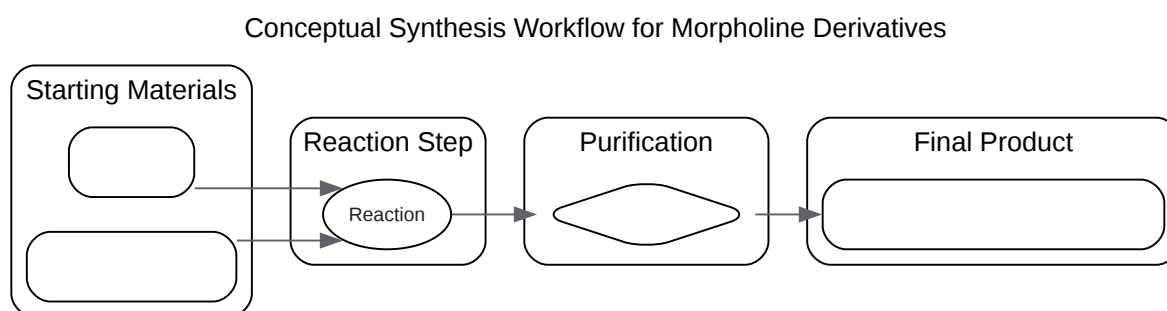 Conceptual Synthesis Workflow for Morpholine Derivatives
Starting Materials
Reaction Step
Purification
Final Product
Reaction